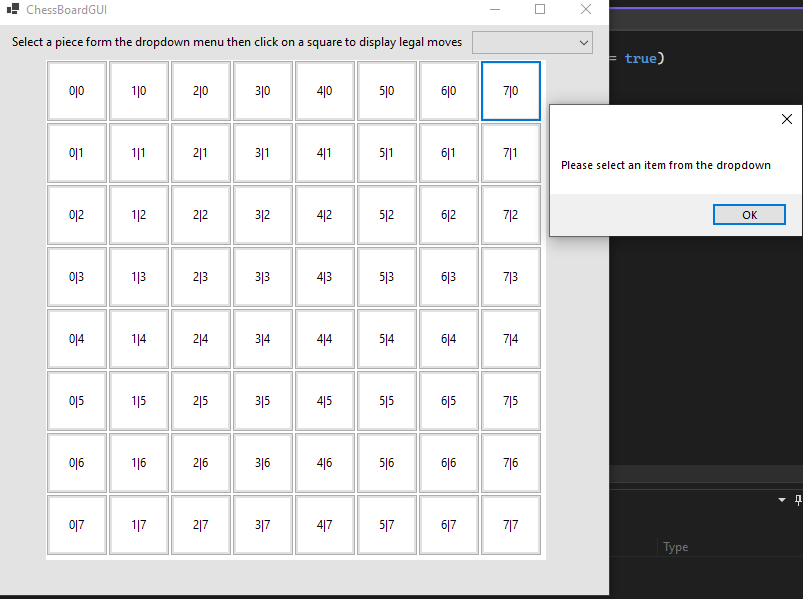 ChessBoardGUI
Select a piece form the dropdown menu then click on a square to display legal moves
= true)
0|0 1|0 2|0 3|0 4|0 5|0 6|0 7|0
Please select an item from the dropdown
OK
0|1 1|1 2|1 3|1 4|1 5|1 6|1 7|1
0|2 1|2 2|2 3|2 4|2 5|2 6|2 7|2
0|3 1|3 2|3 3|3 4|3 5|3 6|3 7|3
0|4 1|4 2|4 3|4 4|4 5|4 6|4 7|4
0|5 1|5 2|5 3|5 4|5 5|5 6|5 7|5
0|6 1|6 2|6 3|6 4|6 5|6 6|6 7|6
0|7 1|7 2|7 3|7 4|7 5|7 6|7 7|7
Type